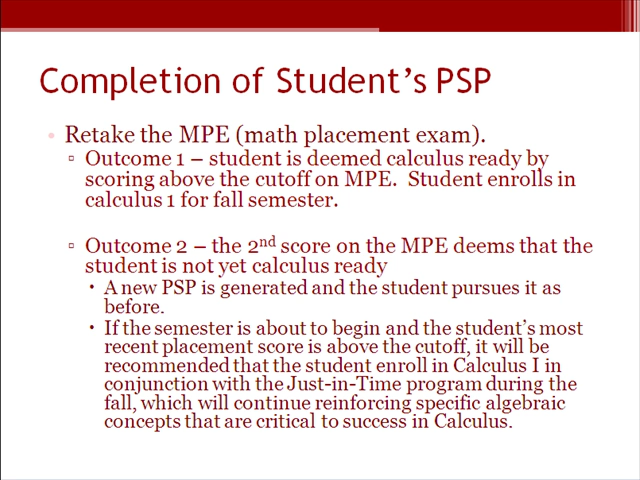 Completion of Student's PSP
• Retake the MPE (math placement exam).
▫ Outcome 1 – student is deemed calculus ready by
scoring above the cutoff on MPE.  Student enrolls in
calculus 1 for fall semester.
▫ Outcome 2 – the 2nd score on the MPE deems that the
student is not yet calculus ready
▪ A new PSP is generated and the student pursues it as
before.
▪ If the semester is about to begin and the student's most
recent placement score is above the cutoff, it will be
recommended that the student enroll in Calculus I in
conjunction with the Just-in-Time program during the
fall, which will continue reinforcing specific algebraic
concepts that are critical to success in Calculus.